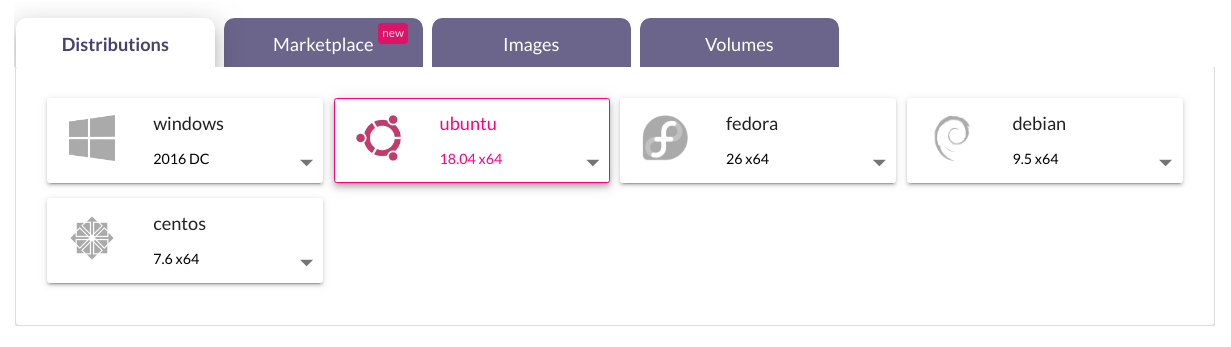 Distributions
Marketplace
new
Images
Volumes
windows
2016 DC
ubuntu
18.04 x64
fedora
26 x64
debian
9.5 x64
centos
7.6 x64